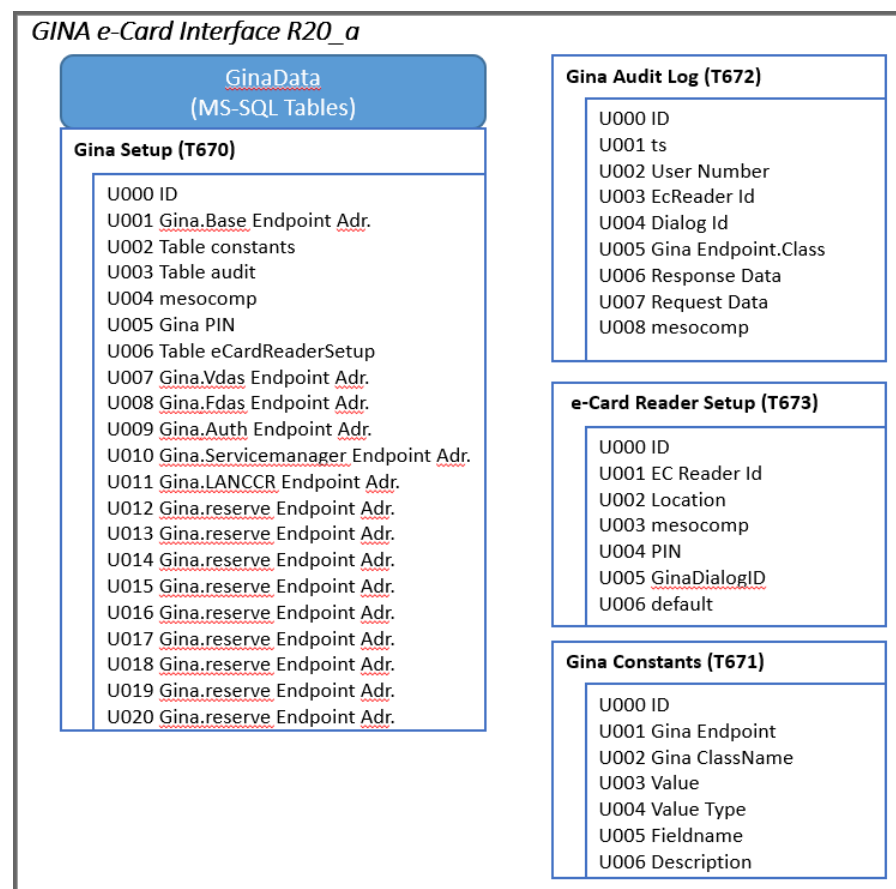 GINA e-Card Interface R20_a
GinaData
(MS-SQL Tables)
Gina Setup (T670)
U000 ID
U001 Gina.Base Endpoint Adr.
U002 Table constants
U003 Table audit
U004 mesocomp
U005 Gina PIN
U006 Table eCardReaderSetup
U007 Gina.Vdas Endpoint Adr.
U008 Gina.Fdas Endpoint Adr.
U009 Gina.Auth Endpoint Adr.
U010 Gina.Servicemanager Endpoint Adr.
U011 Gina.LANCCR Endpoint Adr.
U012 Gina.reserve Endpoint Adr.
U013 Gina.reserve Endpoint Adr.
U014 Gina.reserve Endpoint Adr.
U015 Gina.reserve Endpoint Adr.
U016 Gina.reserve Endpoint Adr.
U017 Gina.reserve Endpoint Adr.
U018 Gina.reserve Endpoint Adr.
U019 Gina.reserve Endpoint Adr.
U020 Gina.reserve Endpoint Adr.
Gina Audit Log (T672)
U000 ID
U001 ts
U002 User Number
U003 EcReader Id
U004 Dialog Id
U005 Gina Endpoint.Class
U006 Response Data
U007 Request Data
U008 mesocomp
e-Card Reader Setup (T673)
U000 ID
U001 EC Reader Id
U002 Location
U003 mesocomp
U004 PIN
U005 GinaDialogID
U006 default
Gina Constants (T671)
U000 ID
U001 Gina Endpoint
U002 Gina ClassName
U003 Value
U004 Value Type
U005 Fieldname
U006 Description